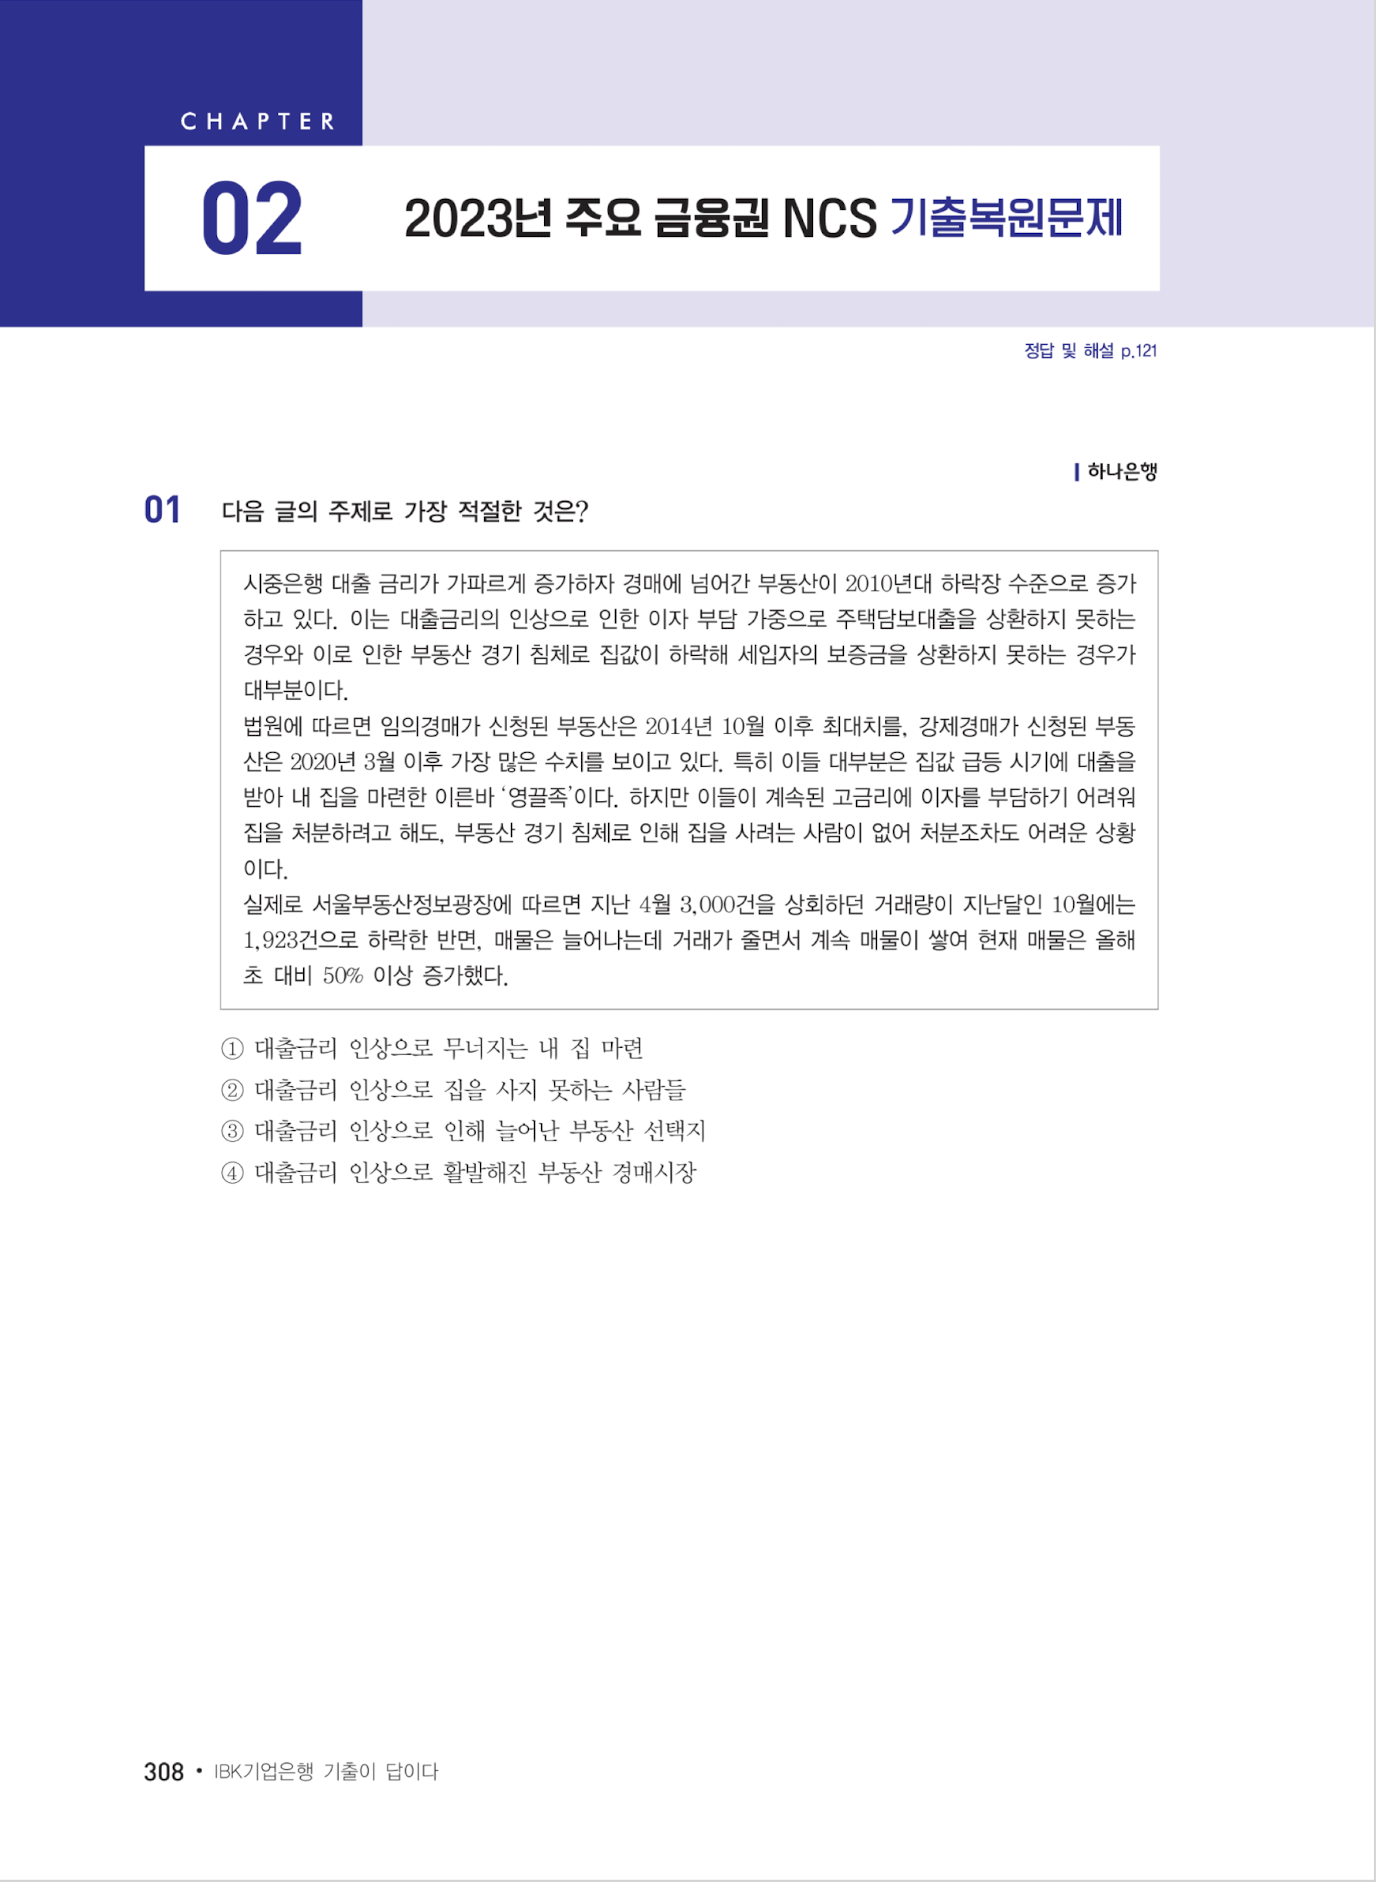 CHAPTER
02
2023년 주요 금융권 NCS 기출복원문제
정답 및 해설 p.121
하나은행
01 다음 글의 주제로 가장 적절한 것은?
시중은행 대출 금리가 가파르게 증가하자 경매에 넘어간 부동산이 2010년대 하락장 수준으로 증가
하고 있다. 이는 대출금리의 인상으로 인한 이자 부담 가중으로 주택담보대출을 상환하지 못하는
경우와 이로 인한 부동산 경기 침체로 집값이 하락해 세입자의 보증금을 상환하지 못하는 경우가
대부분이다.
법원에 따르면 임의경매가 신청된 부동산은 2014년 10월 이후 최대치를, 강제경매가 신청된 부동
산은 2020년 3월 이후 가장 많은 수치를 보이고 있다. 특히 이들 대부분은 집값 급등 시기에 대출을
받아 내 집을 마련한 이른바 ‘영끌족’이다. 하지만 이들이 계속된 고금리에 이자를 부담하기 어려워
집을 처분하려고 해도, 부동산 경기 침체로 인해 집을 사려는 사람이 없어 처분조차도 어려운 상황
이다.
실제로 서울부동산정보광장에 따르면 지난 4월 3,000건을 상회하던 거래량이 지난달인 10월에는
1,923건으로 하락한 반면, 매물은 늘어나는데 거래가 줄면서 계속 매물이 쌓여 현재 매물은 올해
초 대비 50% 이상 증가했다.
① 대출금리 인상으로 무너지는 내 집 마련
② 대출금리 인상으로 집을 사지 못하는 사람들
③ 대출금리 인상으로 인해 늘어난 부동산 선택지
④ 대출금리 인상으로 활발해진 부동산 경매시장
308 • IBK기업은행 기출이 답이다